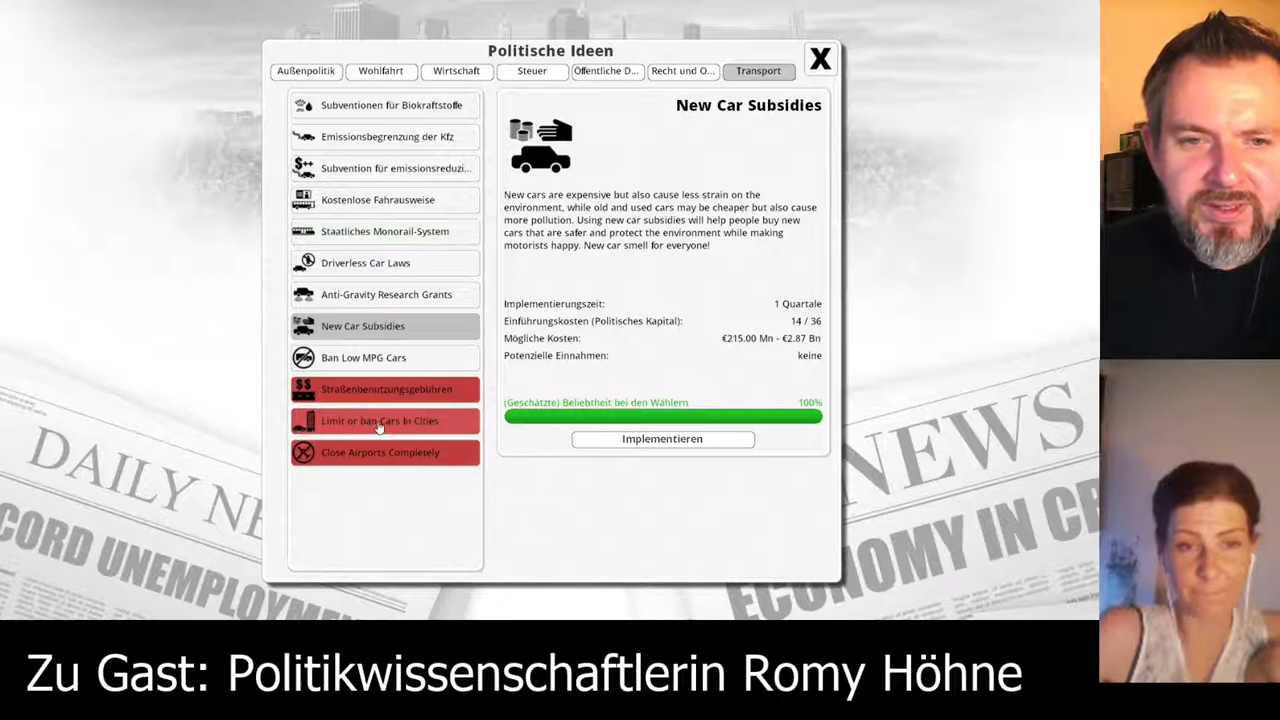 Politische Ideen
X
Außenpolitik
Wohlfahrt
Wirtschaft
Steuer
Öffentliche D...
Recht und O...
Transport
Subventionen für Biokraftstoffe
Emissionsbegrenzung der Kfz
Subvention für emissionsreduzi...
Kostenlose Fahrausweise
Staatliches Monorail-System
Driverless Car Laws
Anti-Gravity Research Grants
New Car Subsidies
Ban Low MPG Cars
Straßenbenutzungsgebühren
Limit or ban Cars In Cities
Close Airports Completely
New Car Subsidies
New cars are expensive but also cause less strain on the
environment, while old and used cars may be cheaper but also cause
more pollution. Using new car subsidies will help people buy new
cars that are safer and protect the environment while making
motorists happy. New car smell for everyone!
Implementierungszeit: 1 Quartale
Einführungskosten (Politisches Kapital): 14 / 36
Mögliche Kosten: €215.00 Mn - €2.87 Bn
Potenzielle Einnahmen: keine
(Geschätzte) Beliebtheit bei den Wählern 100%
Implementieren
DAILY NE
CORD UNEMPLOYME
NEWS
ECONOMY IN CR
Zu Gast: Politikwissenschaftlerin Romy Höhne